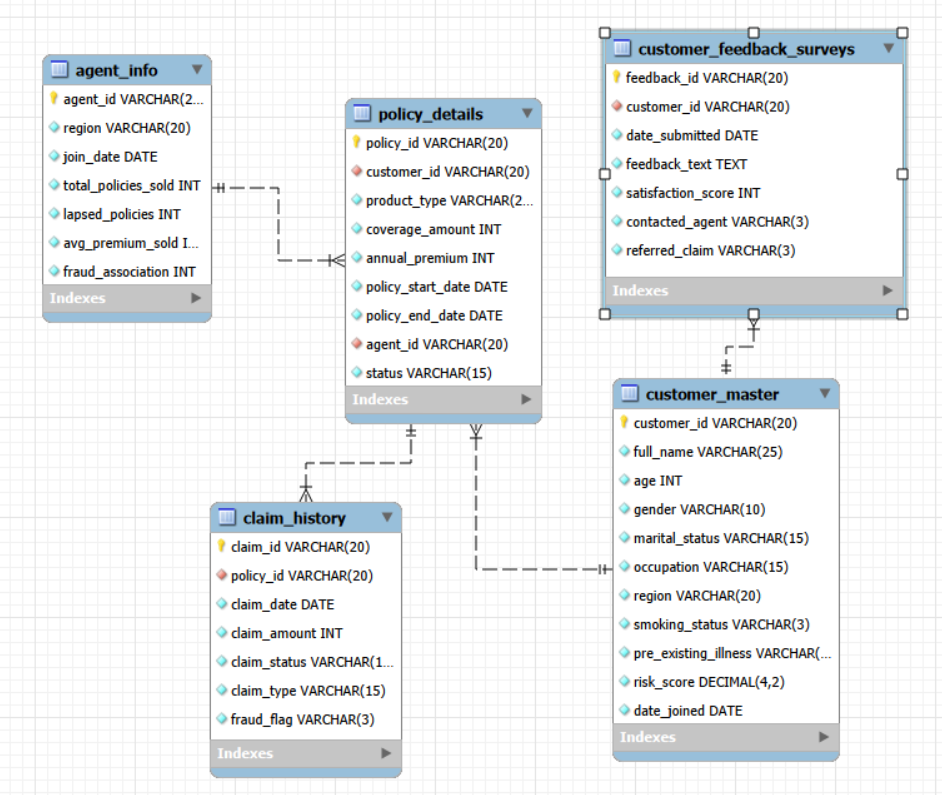 agent_info
agent_id VARCHAR(2...
region VARCHAR(20)
join_date DATE
total_policies_sold INT
lapsed_policies INT
avg_premium_sold I...
fraud_association INT
Indexes
policy_details
policy_id VARCHAR(20)
customer_id VARCHAR(20)
product_type VARCHAR(2...
coverage_amount INT
annual_premium INT
policy_start_date DATE
policy_end_date DATE
agent_id VARCHAR(20)
status VARCHAR(15)
Indexes
customer_feedback_surveys
feedback_id VARCHAR(20)
customer_id VARCHAR(20)
date_submitted DATE
feedback_text TEXT
satisfaction_score INT
contacted_agent VARCHAR(3)
referred_claim VARCHAR(3)
Indexes
claim_history
claim_id VARCHAR(20)
policy_id VARCHAR(20)
claim_date DATE
claim_amount INT
claim_status VARCHAR(1...
claim_type VARCHAR(15)
fraud_flag VARCHAR(3)
Indexes
customer_master
customer_id VARCHAR(20)
full_name VARCHAR(25)
age INT
gender VARCHAR(10)
marital_status VARCHAR(15)
occupation VARCHAR(15)
region VARCHAR(20)
smoking_status VARCHAR(3)
pre_existing_illness VARCHAR(...
risk_score DECIMAL(4,2)
date_joined DATE
Indexes